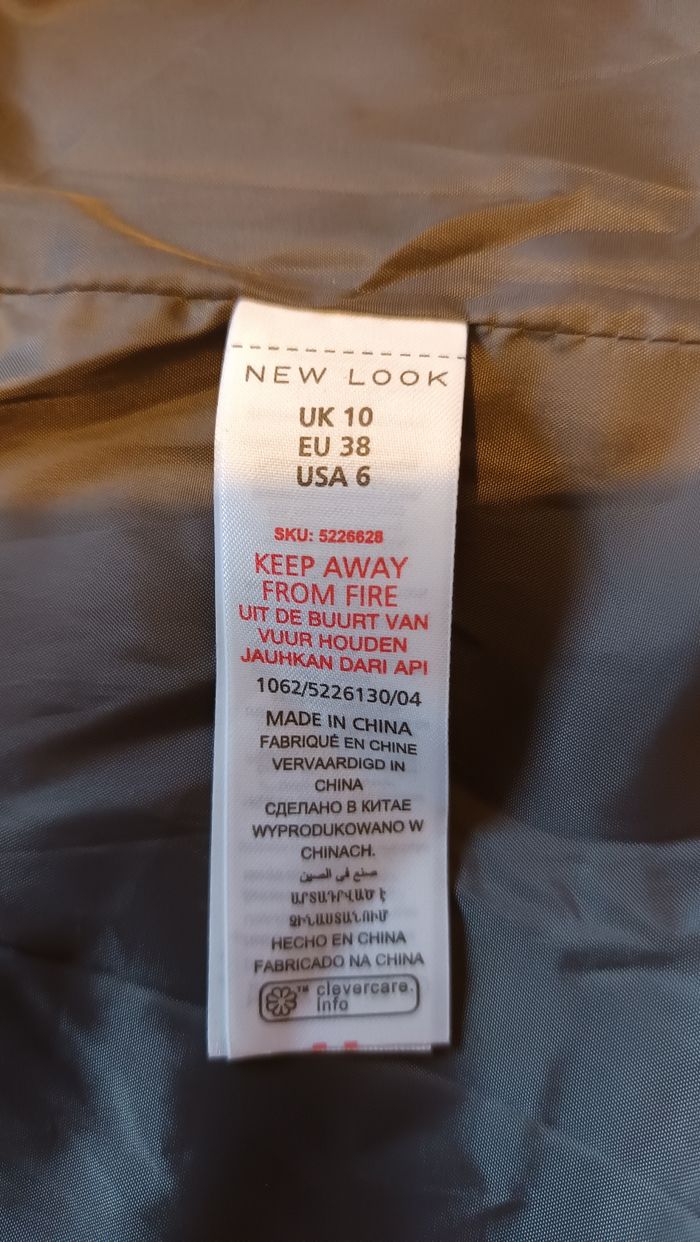 NEW LOOK
UK 10
EU 38
USA 6
SKU: 5226628
KEEP AWAY
FROM FIRE
UIT DE BUURT VAN
VUUR HOUDEN
JAUHKAN DARI API
1062/5226130/04
MADE IN CHINA
FABRIQUÉ EN CHINE
VERVAARDIGD IN
CHINA
СДЕЛАНО В КИТАЕ
WYPRODUKOWANO W
CHINACH.
صنع في الصين
ԱՐՏԱԴՐՎԱԾ Է
ՉԻՆԱՍՏԱՆՈՒՄ
HECHO EN CHINA
FABRICADO NA CHINA
™ clevercare.
info